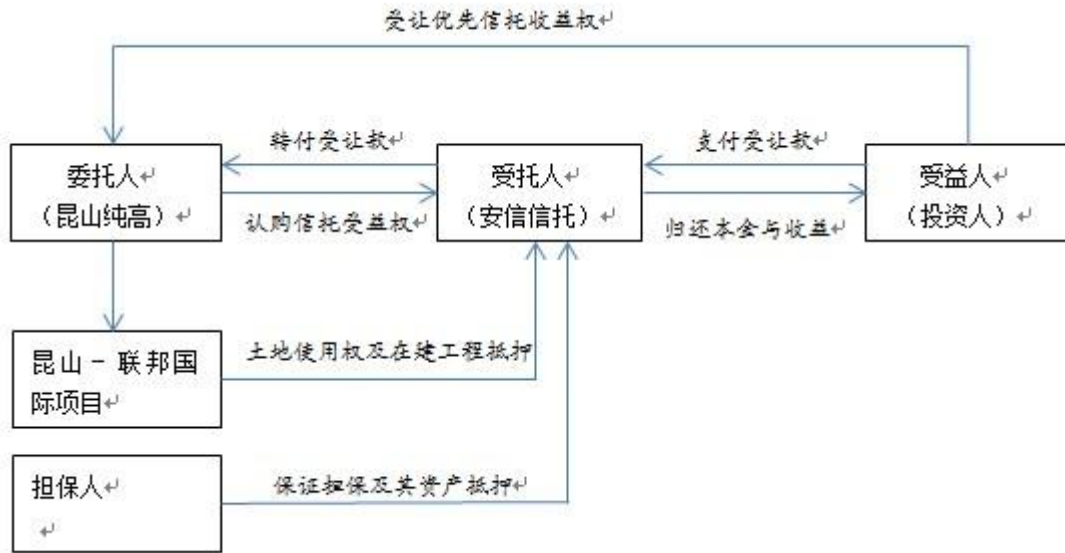 受让优先信托收益权↵
转付受让款↵
支付受让款↵
委托人↵
（昆山纯高）↵
受托人↵
（安信信托）↵
受益人↵
（投资人）↵
认购信托受益权↵
归还本金与收益↵
昆山－联邦国
际项目↵
土地使用权及在建工程抵押↵
担保人↵
↵
保证担保及其资产抵押↵